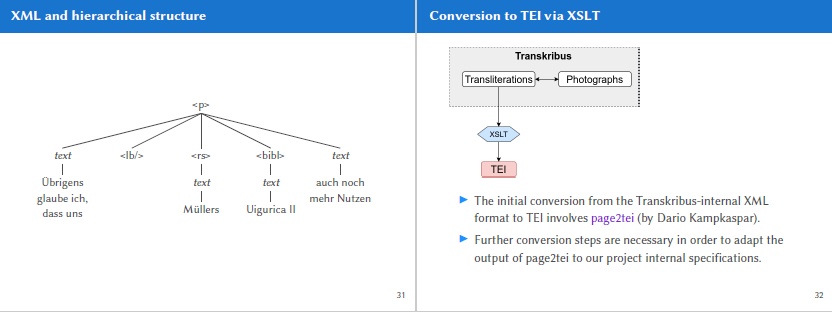 XML and hierarchical structure
<p>
text <lb/> <rs> <bibl> text
Übrigens text text auch noch
glaube ich, mehr Nutzen
dass uns Müllers Uigurica II
31
Conversion to TEI via XSLT
Transkribus
Transliterations Photographs
XSLT
TEI
The initial conversion from the Transkribus-internal XML
format to TEI involves page2tei (by Dario Kampkaspar).
Further conversion steps are necessary in order to adapt the
output of page2tei to our project internal specifications.
32